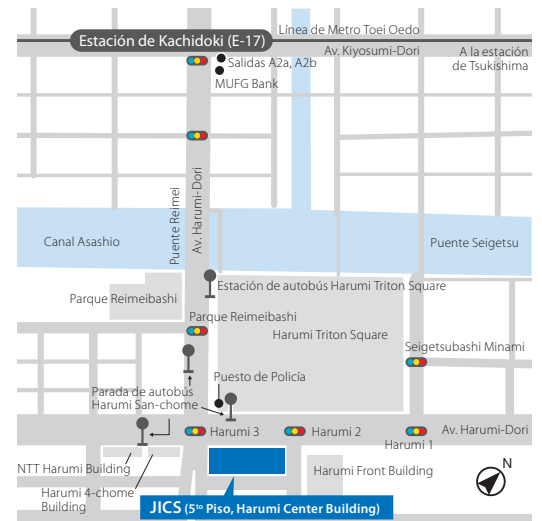 Línea de Metro Toei Oedo
Estación de Kachidoki (E-17)
Av. Kiyosumi-Dori
A la estación
de Tsukishima
Salidas A2a, A2b
MUFG Bank
Puente Reimei
Av. Harumi-Dori
Canal Asashio
Puente Seigetsu
Estación de autobús Harumi Triton Square
Parque Reimeibashi
Parque Reimeibashi
Harumi Triton Square
Seigetsubashi Minami
Puesto de Policía
Parada de autobús
Harumi San-chome
Harumi 3
Harumi 2
Harumi 1
Av. Harumi-Dori
NTT Harumi Building
Harumi Front Building
Harumi 4-chome
Building
N
JICS (5to Piso, Harumi Center Building)